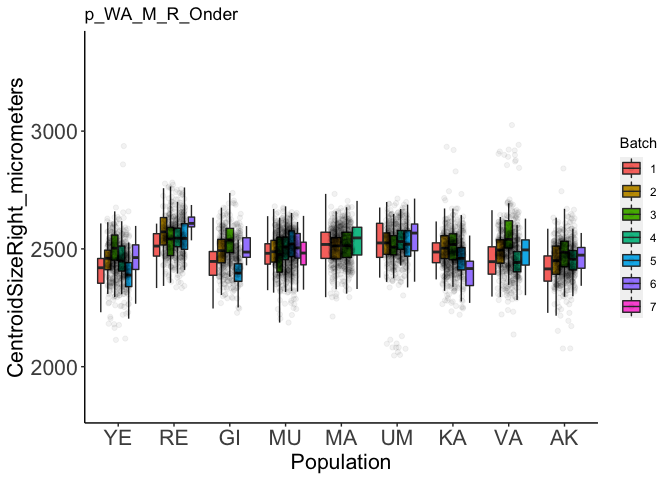 p_WA_M_R_Onder
CentroidSizeRight_micrometers
3000
2500
2000
YE RE GI MU MA UM KA VA AK
Population
Batch
1
2
3
4
5
6
7